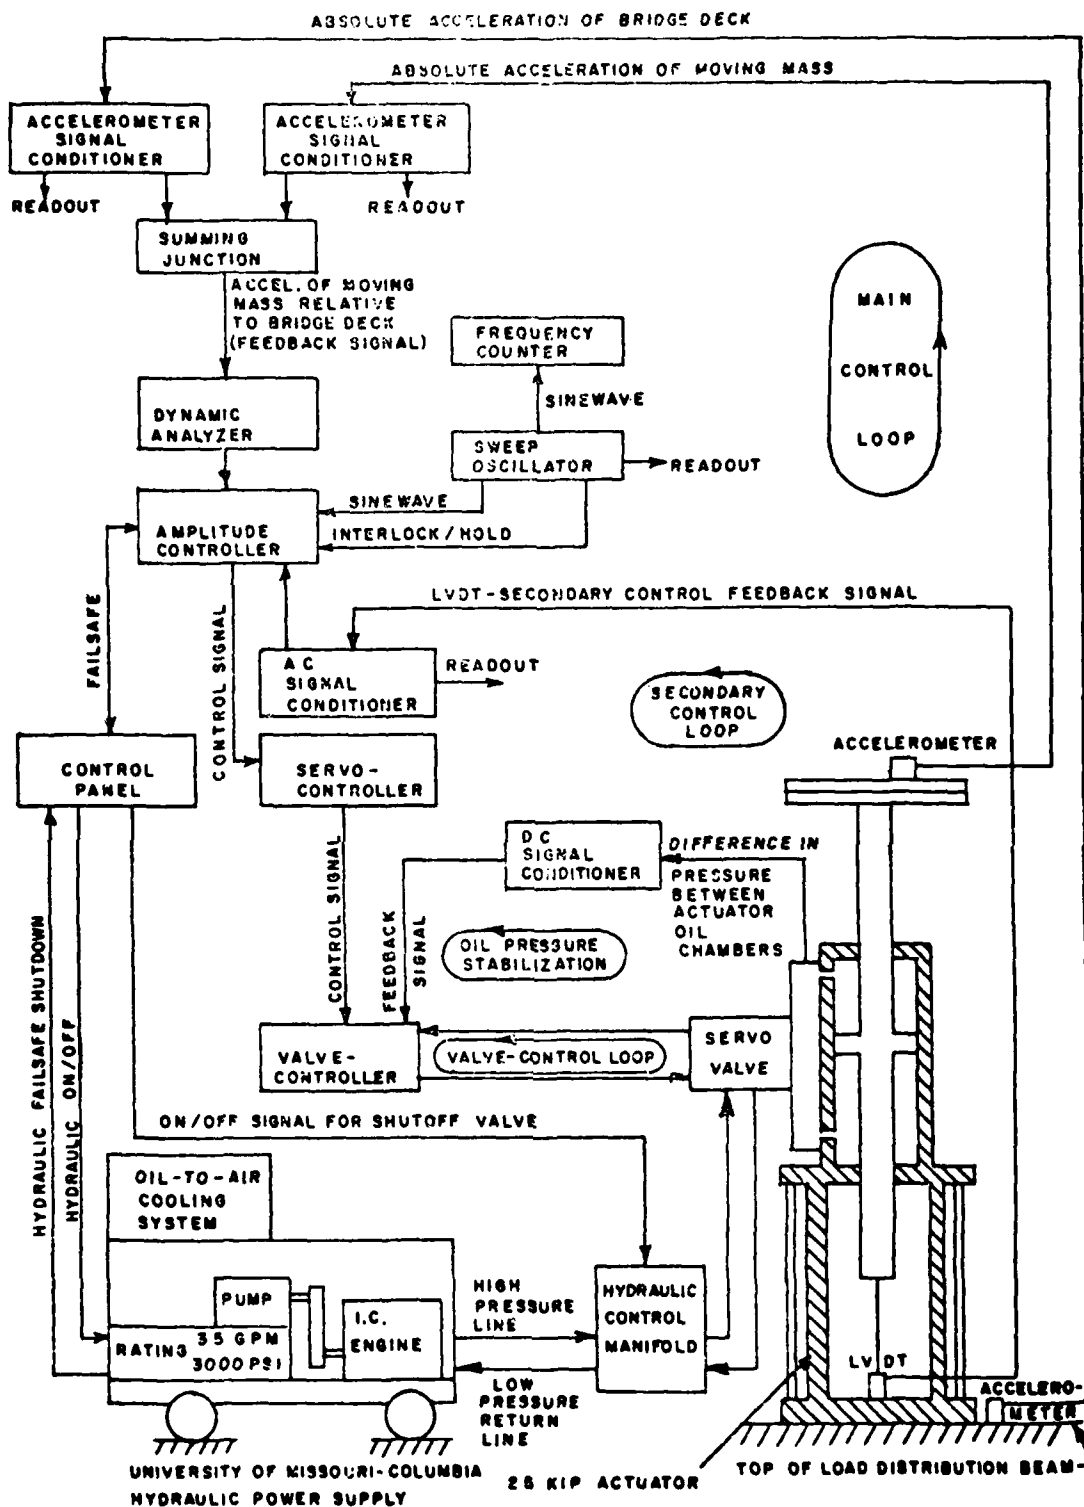 ABSOLUTE ACCELERATION OF BRIDGE DECK
ABSOLUTE ACCELERATION OF MOVING MASS
ACCELEROMETER
SIGNAL
CONDITIONER
ACCELEROMETER
SIGNAL
CONDITIONER
READOUT
READOUT
SUMMING
JUNCTION
ACCEL. OF MOVING
MASS RELATIVE
TO BRIDGE DECK
(FEEDBACK SIGNAL)
MAIN
CONTROL
LOOP
FREQUENCY
COUNTER
SINEWAVE
DYNAMIC
ANALYZER
SWEEP
OSCILLATOR
READOUT
SINEWAVE
INTERLOCK/HOLD
AMPLITUDE
CONTROLLER
LVDT-SECONDARY CONTROL FEEDBACK SIGNAL
FAILSAFE
CONTROL SIGNAL
AC
SIGNAL
CONDITIONER
READOUT
SECONDARY
CONTROL
LOOP
ACCELEROMETER
CONTROL
PANEL
SERVO-
CONTROLLER
DC
SIGNAL
CONDITIONER
DIFFERENCE IN
PRESSURE
BETWEEN
ACTUATOR
OIL
CHAMBERS
CONTROL SIGNAL
FEEDBACK
SIGNAL
OIL PRESSURE
STABILIZATION
HYDRAULIC FAILSAFE SHUTDOWN
HYDRAULIC ON/OFF
VALVE-
CONTROLLER
VALVE-CONTROL LOOP
SERVO
VALVE
ON/OFF SIGNAL FOR SHUTOFF VALVE
OIL-TO-AIR
COOLING
SYSTEM
PUMP
RATING 35 GPM
3000 PSI
I.C.
ENGINE
HIGH
PRESSURE
LINE
HYDRAULIC
CONTROL
MANIFOLD
LOW
PRESSURE
RETURN
LINE
LVDT
ACCELERO-
METER
UNIVERSITY OF MISSOURI-COLUMBIA
HYDRAULIC POWER SUPPLY
25 KIP ACTUATOR
TOP OF LOAD DISTRIBUTION BEAM